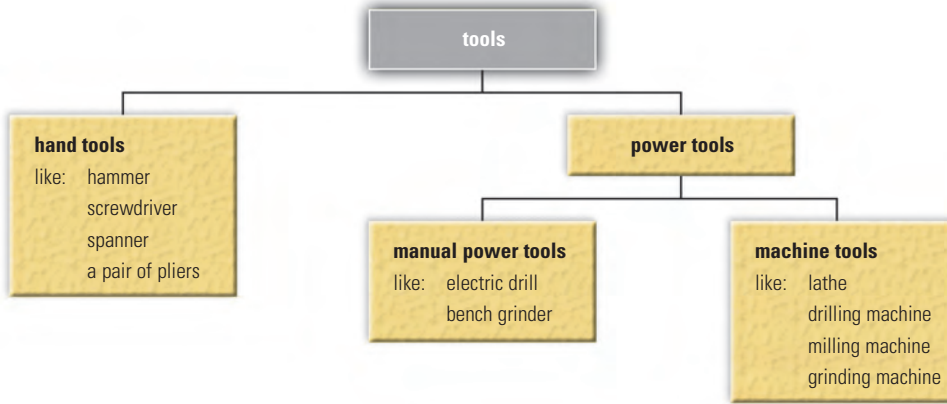 tools
hand tools
like: hammer
screwdriver
spanner
a pair of pliers
power tools
manual power tools
like: electric drill
bench grinder
machine tools
like: lathe
drilling machine
milling machine
grinding machine